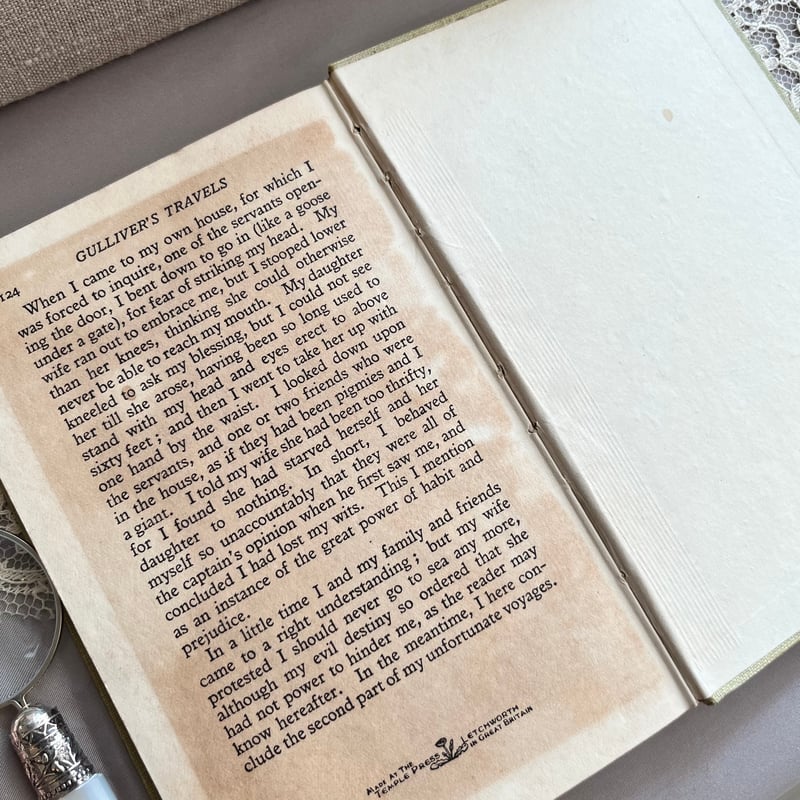 124
GULLIVER'S TRAVELS
When I came to my own house, for which I
was forced to inquire, one of the servants open-
ing the door, I bent down to go in (like a goose
under a gate), for fear of striking my head. My
wife ran out to embrace me, but I stooped lower
than her knees, thinking she could otherwise
never be able to reach my mouth. My daughter
kneeled to ask my blessing, but I could not see
her till she arose, having been so long used to
stand with my head and eyes erect to above
sixty feet; and then I went to take her up with
one hand by the waist. I looked down upon
the servants, and one or two friends who were
in the house, as if they had been pigmies and I
a giant. I told my wife she had been too thrifty,
for I found she had starved herself and her
daughter to nothing. In short, I behaved
myself so unaccountably that they were all of
the captain's opinion when he first saw me, and
concluded I had lost my wits. This I mention
as an instance of the great power of habit and
prejudice.
In a little time I and my family and friends
came to a right understanding; but my wife
protested I should never go to sea any more,
although my evil destiny so ordered that she
had not power to hinder me, as the reader may
know hereafter. In the meantime, I here con-
clude the second part of my unfortunate voyages.
MADE AT THE
TEMPLE PRESS
LETCHWORTH
IN GREAT BRITAIN